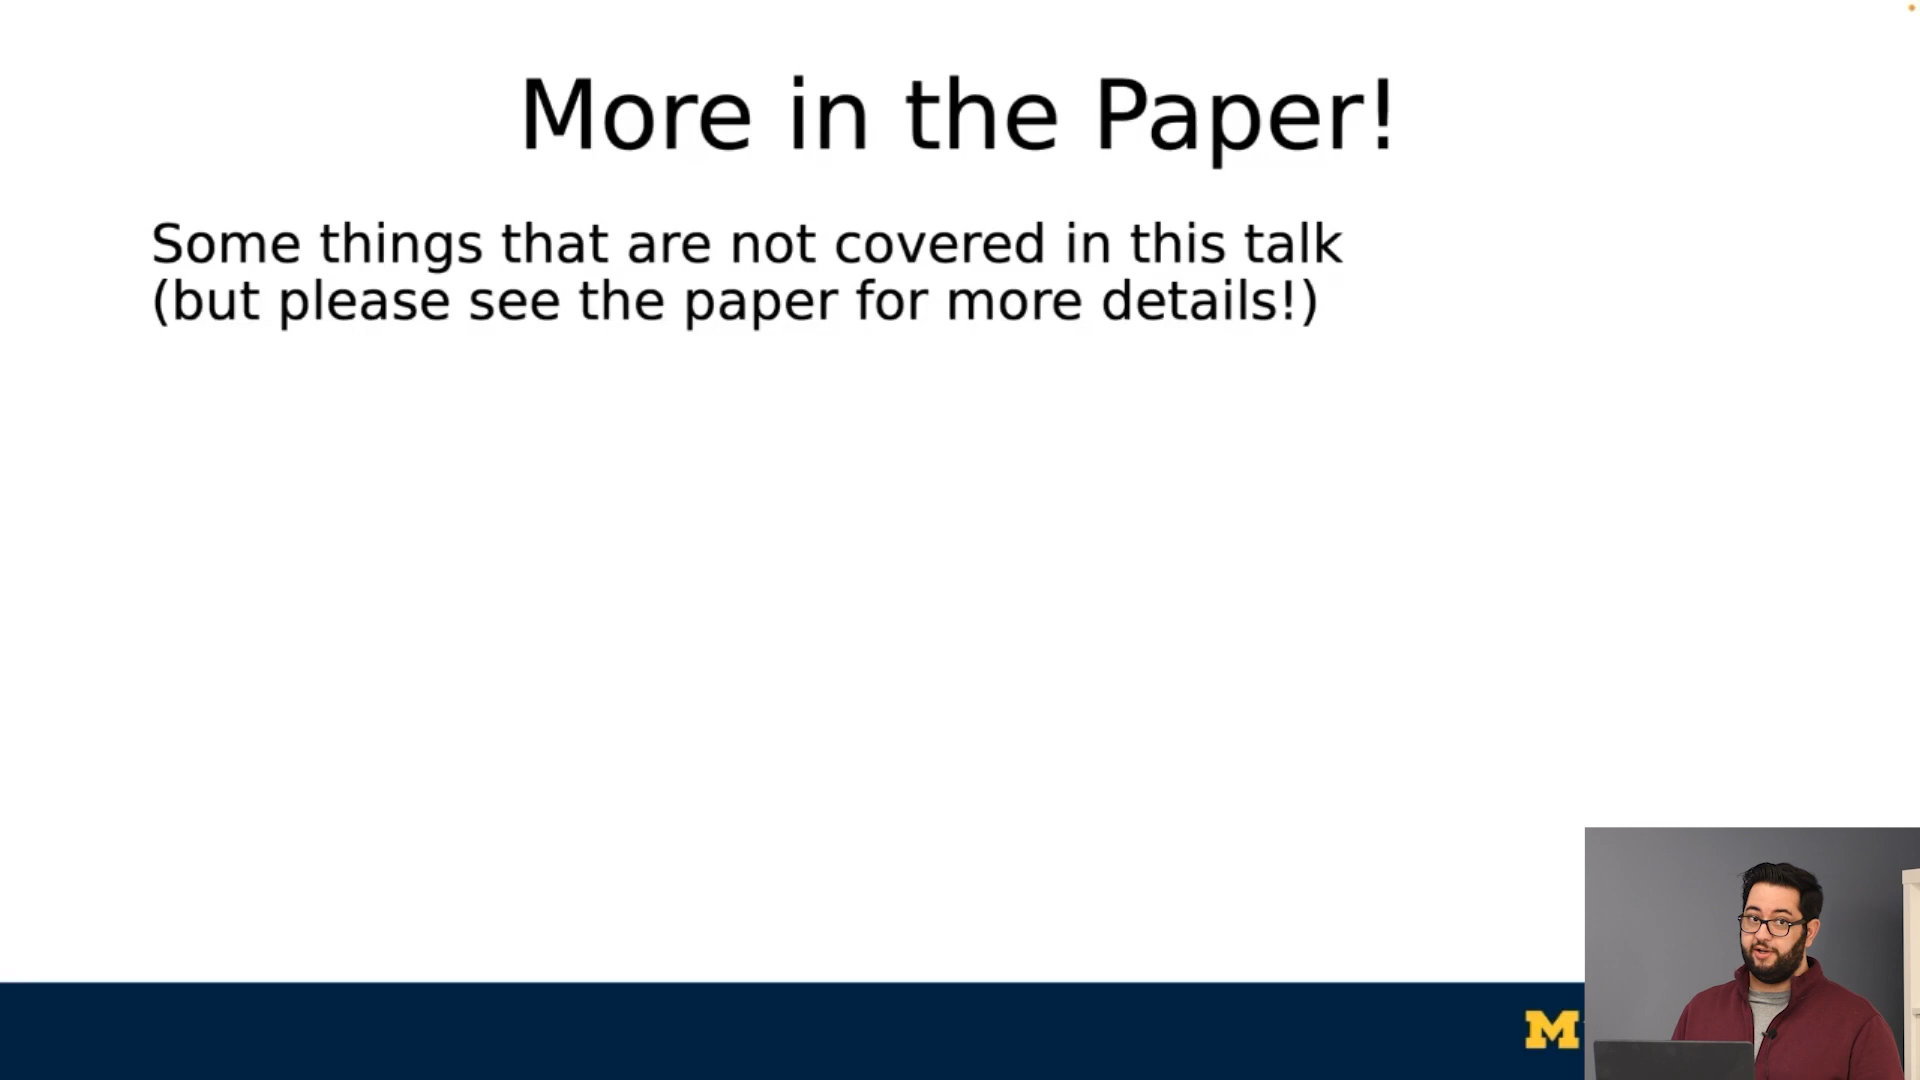 More in the Paper!
Some things that are not covered in this talk
(but please see the paper for more details!)
M